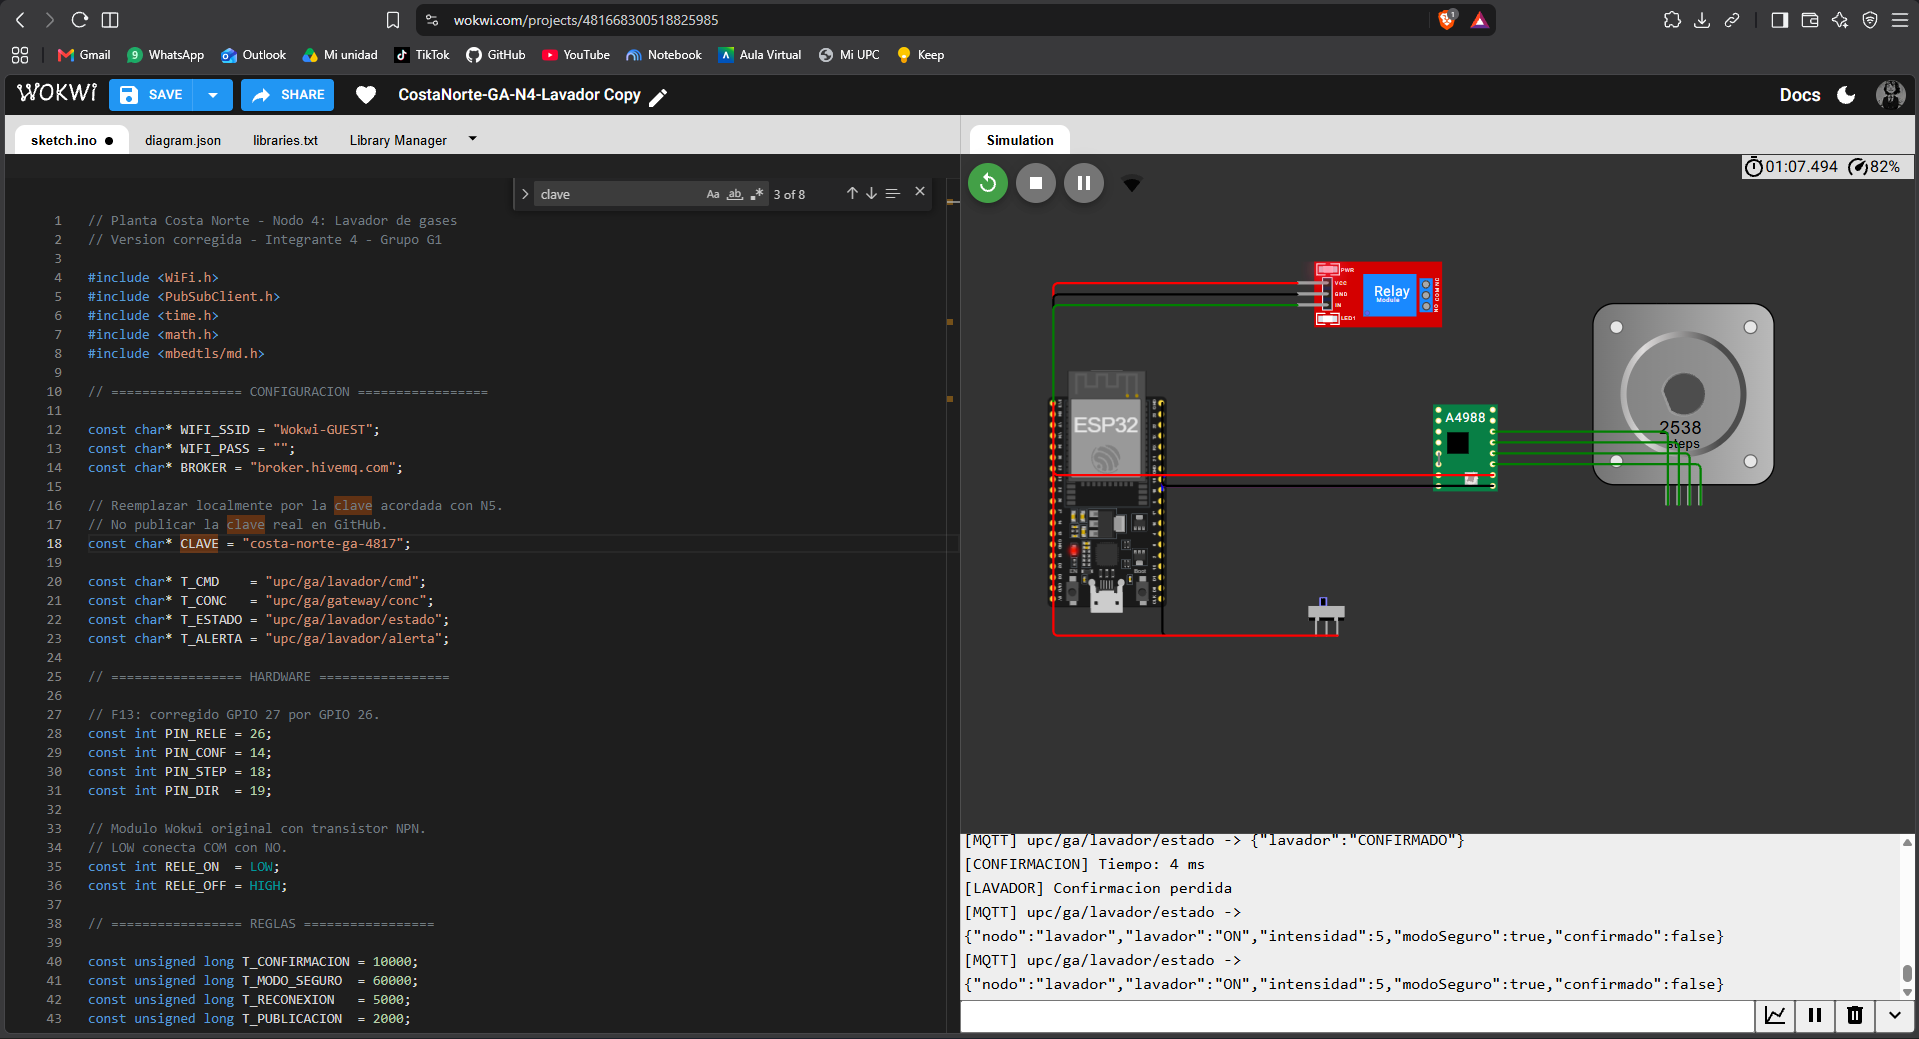 wokwi.com/projects/481668300518825985
1
Gmail
9
WhatsApp
Outlook
Mi unidad
TikTok
GitHub
YouTube
Notebook
Aula Virtual
Mi UPC
Keep
WOKWI
SAVE
SHARE
CostaNorte-GA-N4-Lavador Copy
Docs
sketch.ino
diagram.json
libraries.txt
Library Manager
Simulation
clave
Aa
ab
3 of 8
01:07.494
82%
1 // Planta Costa Norte - Nodo 4: Lavador de gases
2 // Version corregida - Integrante 4 - Grupo G1
3
4 #include <WiFi.h>
5 #include <PubSubClient.h>
6 #include <time.h>
7 #include <math.h>
8 #include <mbedtls/md.h>
9
10 // ================= CONFIGURACION =================
11
12 const char* WIFI_SSID = "Wokwi-GUEST";
13 const char* WIFI_PASS = "";
14 const char* BROKER = "broker.hivemq.com";
15
16 // Reemplazar localmente por la clave acordada con N5.
17 // No publicar la clave real en GitHub.
18 const char* CLAVE = "costa-norte-ga-4817";
19
20 const char* T_CMD    = "upc/ga/lavador/cmd";
21 const char* T_CONC   = "upc/ga/gateway/conc";
22 const char* T_ESTADO = "upc/ga/lavador/estado";
23 const char* T_ALERTA = "upc/ga/lavador/alerta";
24
25 // ================= HARDWARE =================
26
27 // F13: corregido GPIO 27 por GPIO 26.
28 const int PIN_RELE = 26;
29 const int PIN_CONF = 14;
30 const int PIN_STEP = 18;
31 const int PIN_DIR  = 19;
32
33 // Modulo Wokwi original con transistor NPN.
34 // LOW conecta COM con NO.
35 const int RELE_ON  = LOW;
36 const int RELE_OFF = HIGH;
37
38 // ================= REGLAS =================
39
40 const unsigned long T_CONFIRMACION = 10000;
41 const unsigned long T_MODO_SEGURO  = 60000;
42 const unsigned long T_RECONEXION   = 5000;
43 const unsigned long T_PUBLICACION  = 2000;
PWR
VCC
GND
IN
LED1
Relay
Module
NO COM NC
ESP32
EN
Boot
A4988
2538
steps
[MQTT] upc/ga/lavador/estado -> {"lavador":"CONFIRMADO"}
[CONFIRMACION] Tiempo: 4 ms
[LAVADOR] Confirmacion perdida
[MQTT] upc/ga/lavador/estado ->
{"nodo":"lavador","lavador":"ON","intensidad":5,"modoSeguro":true,"confirmado":false}
[MQTT] upc/ga/lavador/estado ->
{"nodo":"lavador","lavador":"ON","intensidad":5,"modoSeguro":true,"confirmado":false}